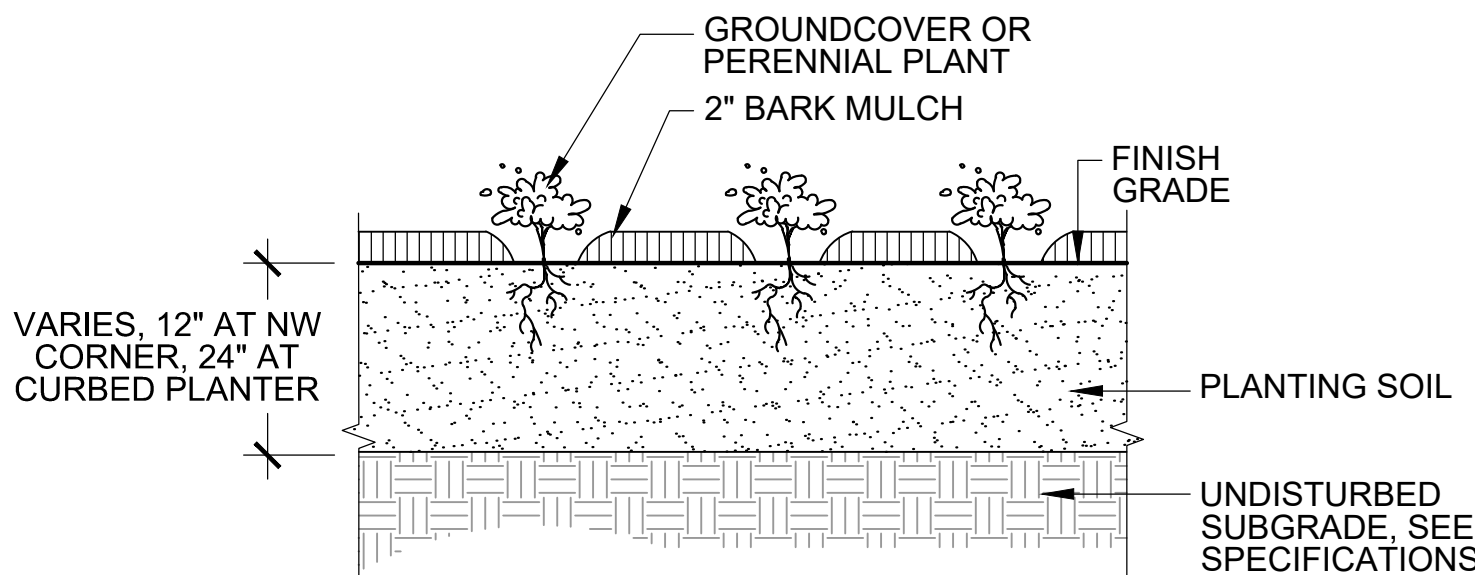 GROUNDCOVER OR
PERENNIAL PLANT
2" BARK MULCH
FINISH
GRADE
VARIES, 12" AT NW
CORNER, 24" AT
CURBED PLANTER
PLANTING SOIL
UNDISTURBED
SUBGRADE, SEE
SPECIFICATIONS